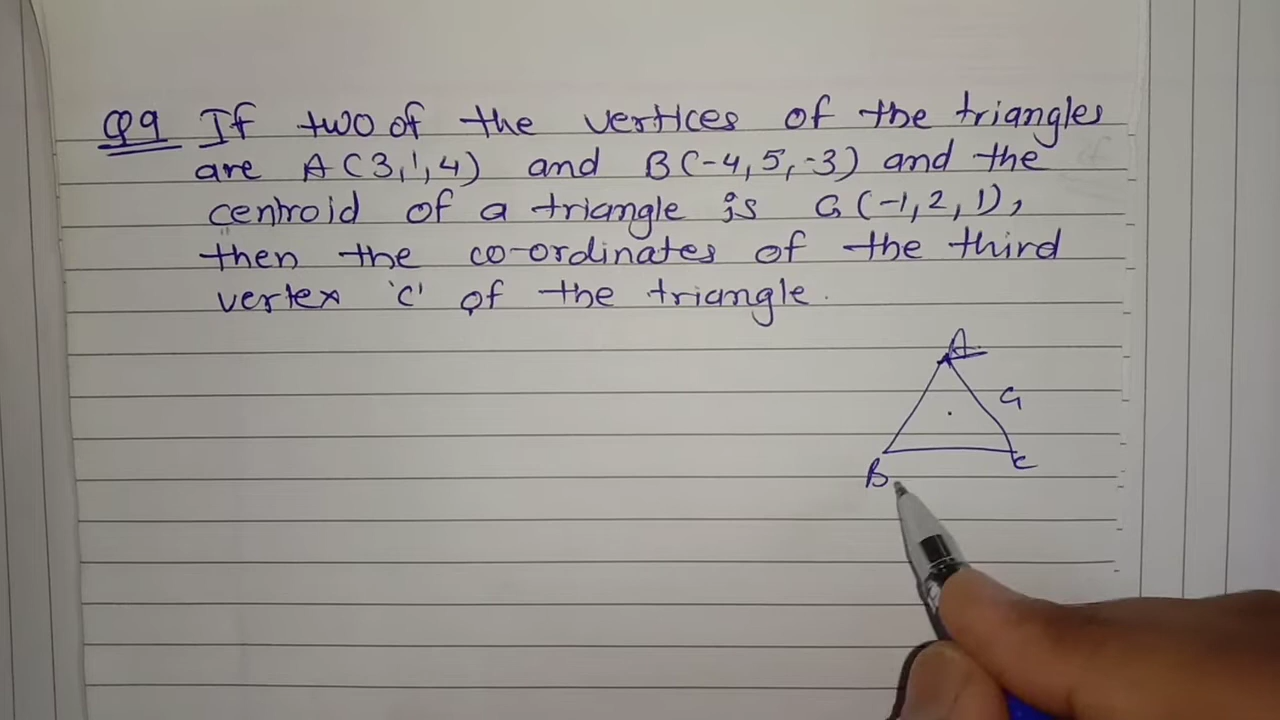 Q9 If two of the vertices of the triangles
are A(3,1,4) and B(-4,5,-3) and the
centroid of a triangle is G(-1,2,1),
then the co-ordinates of the third
vertex 'c' of the triangle.
A
G
B
C